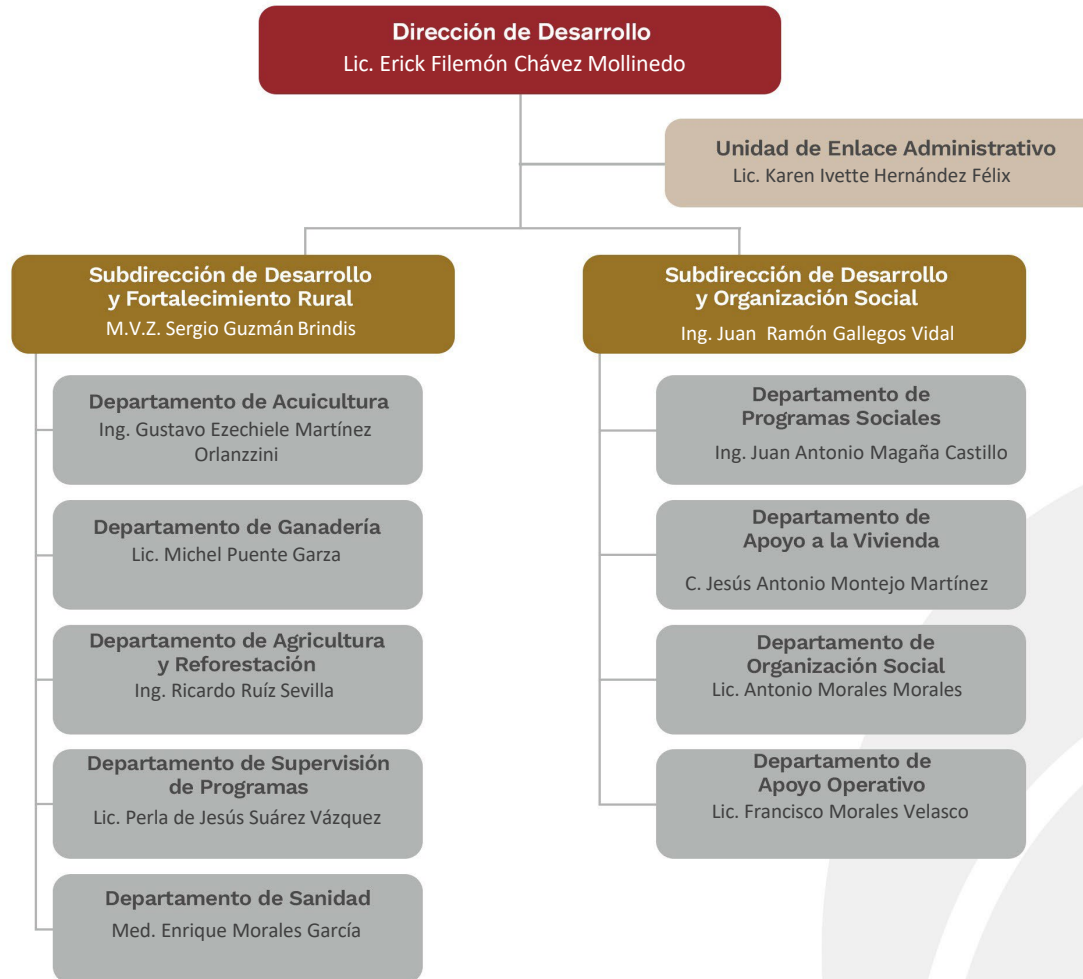 Dirección de Desarrollo
Lic. Erick Filemón Chávez Mollinedo
Unidad de Enlace Administrativo
Lic. Karen Ivette Hernández Félix
Subdirección de Desarrollo
y Fortalecimiento Rural
M.V.Z. Sergio Guzmán Brindis
Departamento de Acuicultura
Ing. Gustavo Ezechiele Martínez
Orlanzzini
Departamento de Ganadería
Lic. Michel Puente Garza
Departamento de Agricultura
y Reforestación
Ing. Ricardo Ruíz Sevilla
Departamento de Supervisión
de Programas
Lic. Perla de Jesús Suárez Vázquez
Departamento de Sanidad
Med. Enrique Morales García
Subdirección de Desarrollo
y Organización Social
Ing. Juan Ramón Gallegos Vidal
Departamento de
Programas Sociales
Ing. Juan Antonio Magaña Castillo
Departamento de
Apoyo a la Vivienda
C. Jesús Antonio Montejo Martínez
Departamento de
Organización Social
Lic. Antonio Morales Morales
Departamento de
Apoyo Operativo
Lic. Francisco Morales Velasco